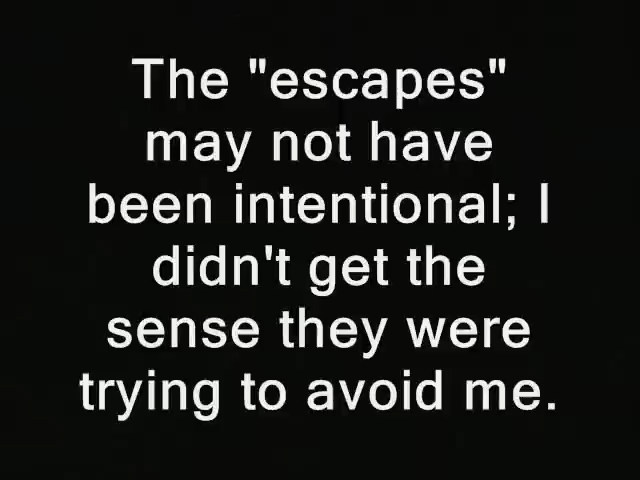 The "escapes"
may not have
been intentional; I
didn't get the
sense they were
trying to avoid me.